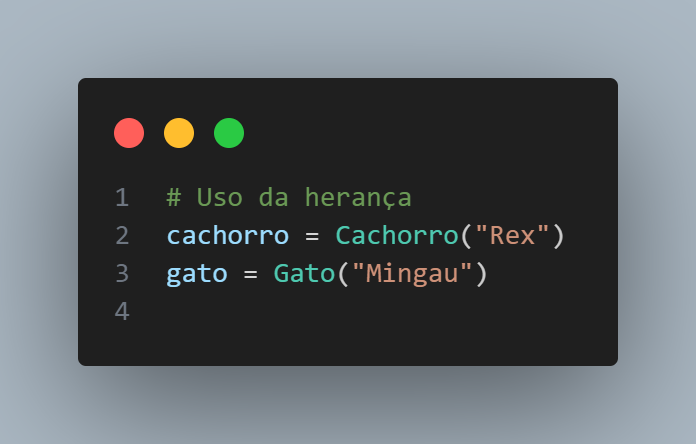 1 # Uso da herança
2 cachorro = Cachorro("Rex")
3 gato = Gato("Mingau")
4